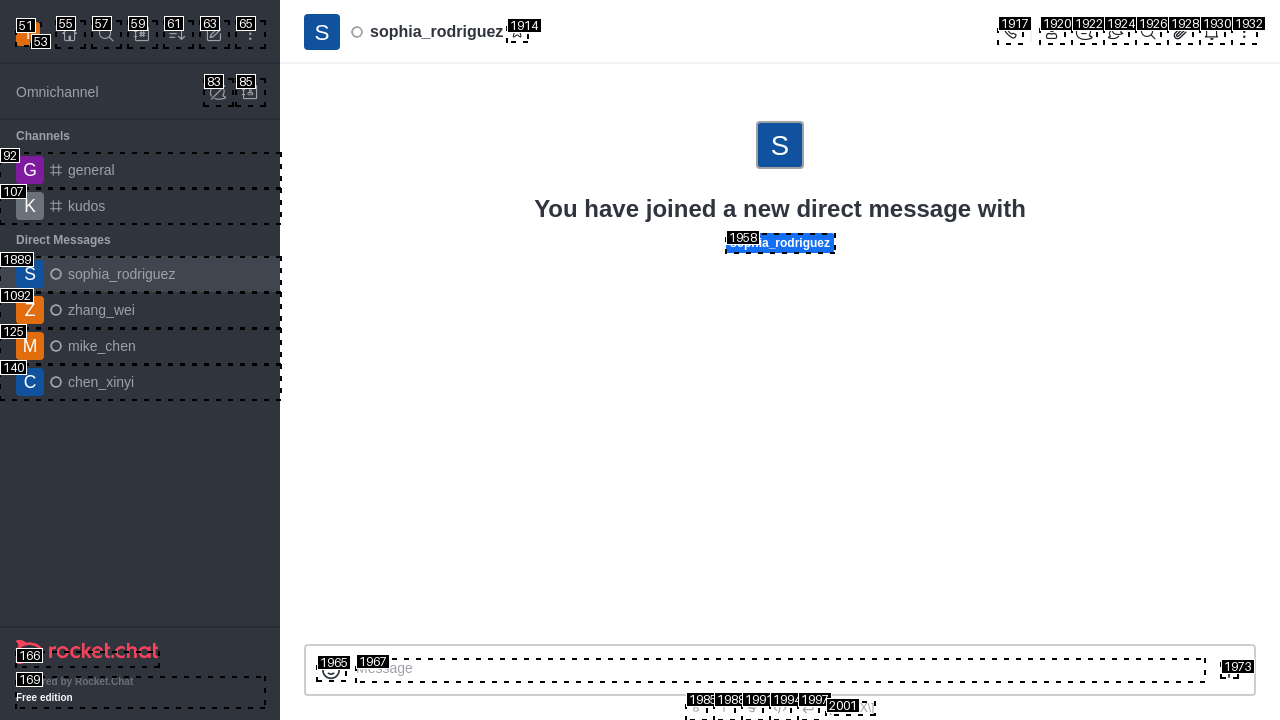 51
53
55
57
59
61
63
65
S
sophia_rodriguez
1914
1917
1920
1922
1924
1926
1928
1930
1932
Omnichannel
83
85
Channels
92
G
general
107
K
kudos
Direct Messages
1889
S
sophia_rodriguez
1092
Z
zhang_wei
125
M
mike_chen
140
C
chen_xinyi
S
You have joined a new direct message with
1958
sophia_rodriguez
166
rocket.chat
169
Powered by Rocket.Chat
Free edition
1965
1967
Message
1973
1985
1988
1991
1994
1997
2001